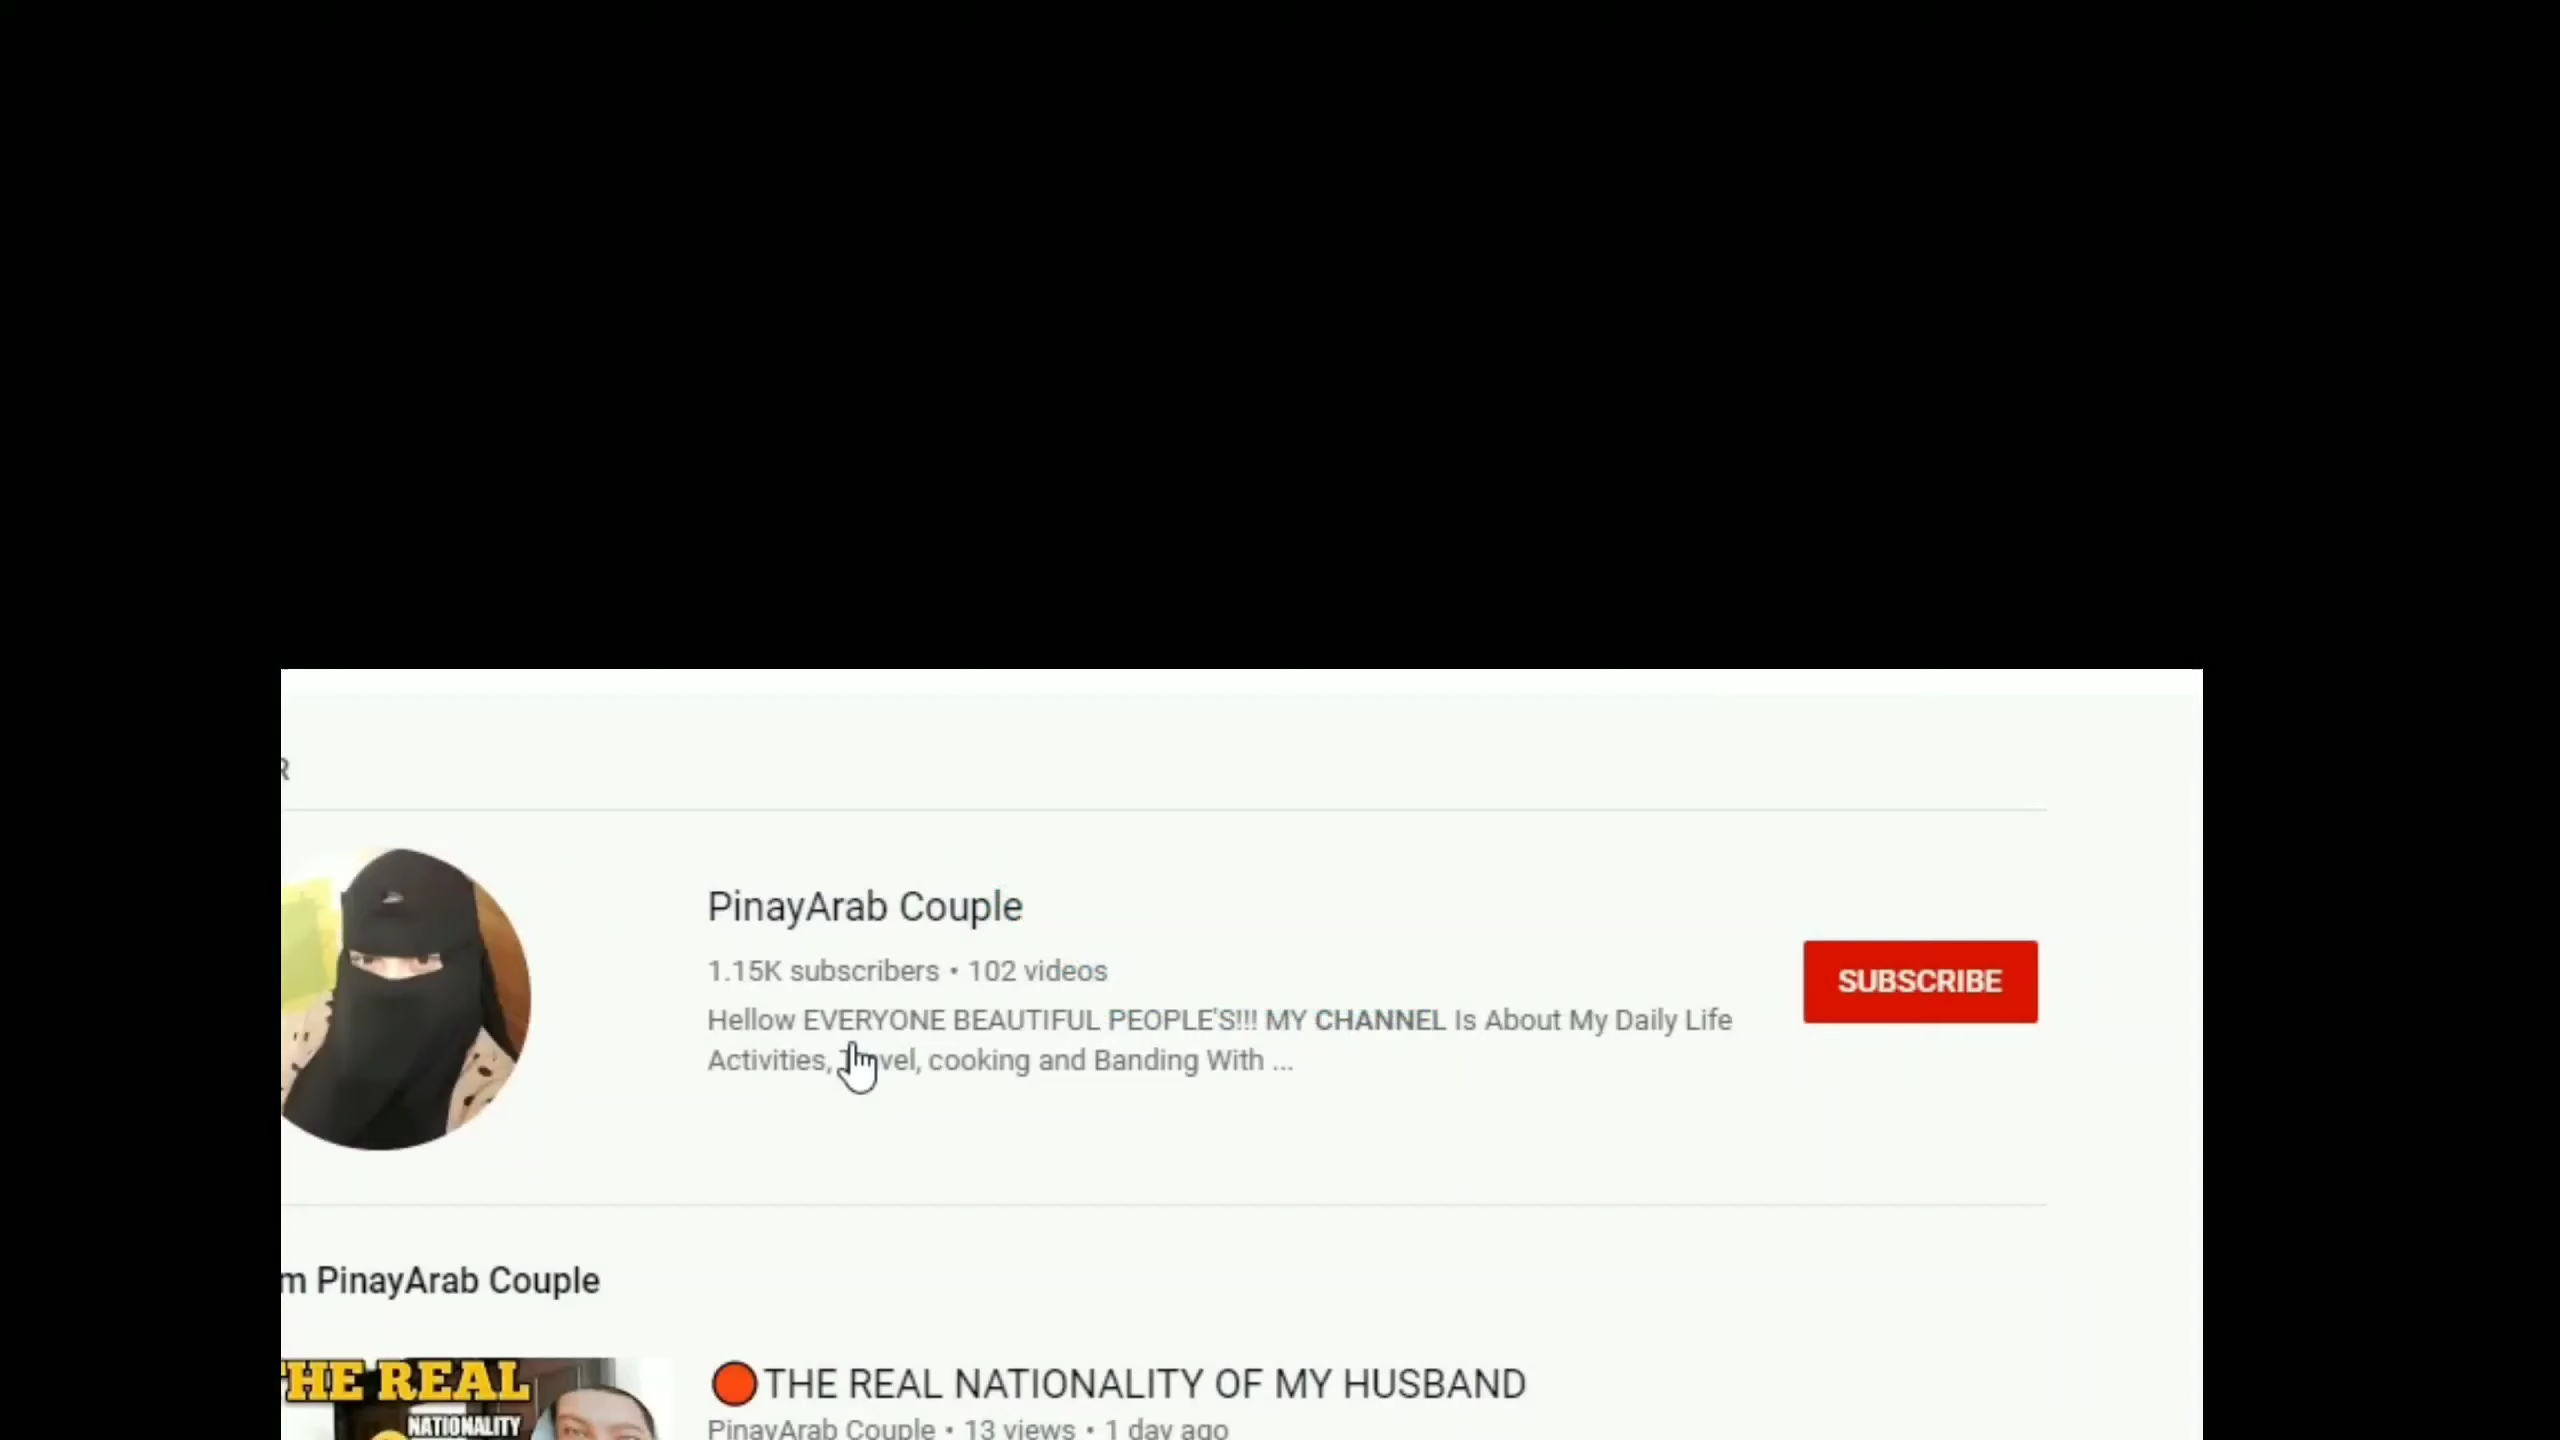 R
PinayArab Couple
1.15K subscribers • 102 videos
Hellow EVERYONE BEAUTIFUL PEOPLE'S!!! MY CHANNEL Is About My Daily Life
Activities, Travel, cooking and Banding With ...
SUBSCRIBE
m PinayArab Couple
THE REAL
NATIONALITY
THE REAL NATIONALITY OF MY HUSBAND
PinayArab Couple • 13 views • 1 day ago